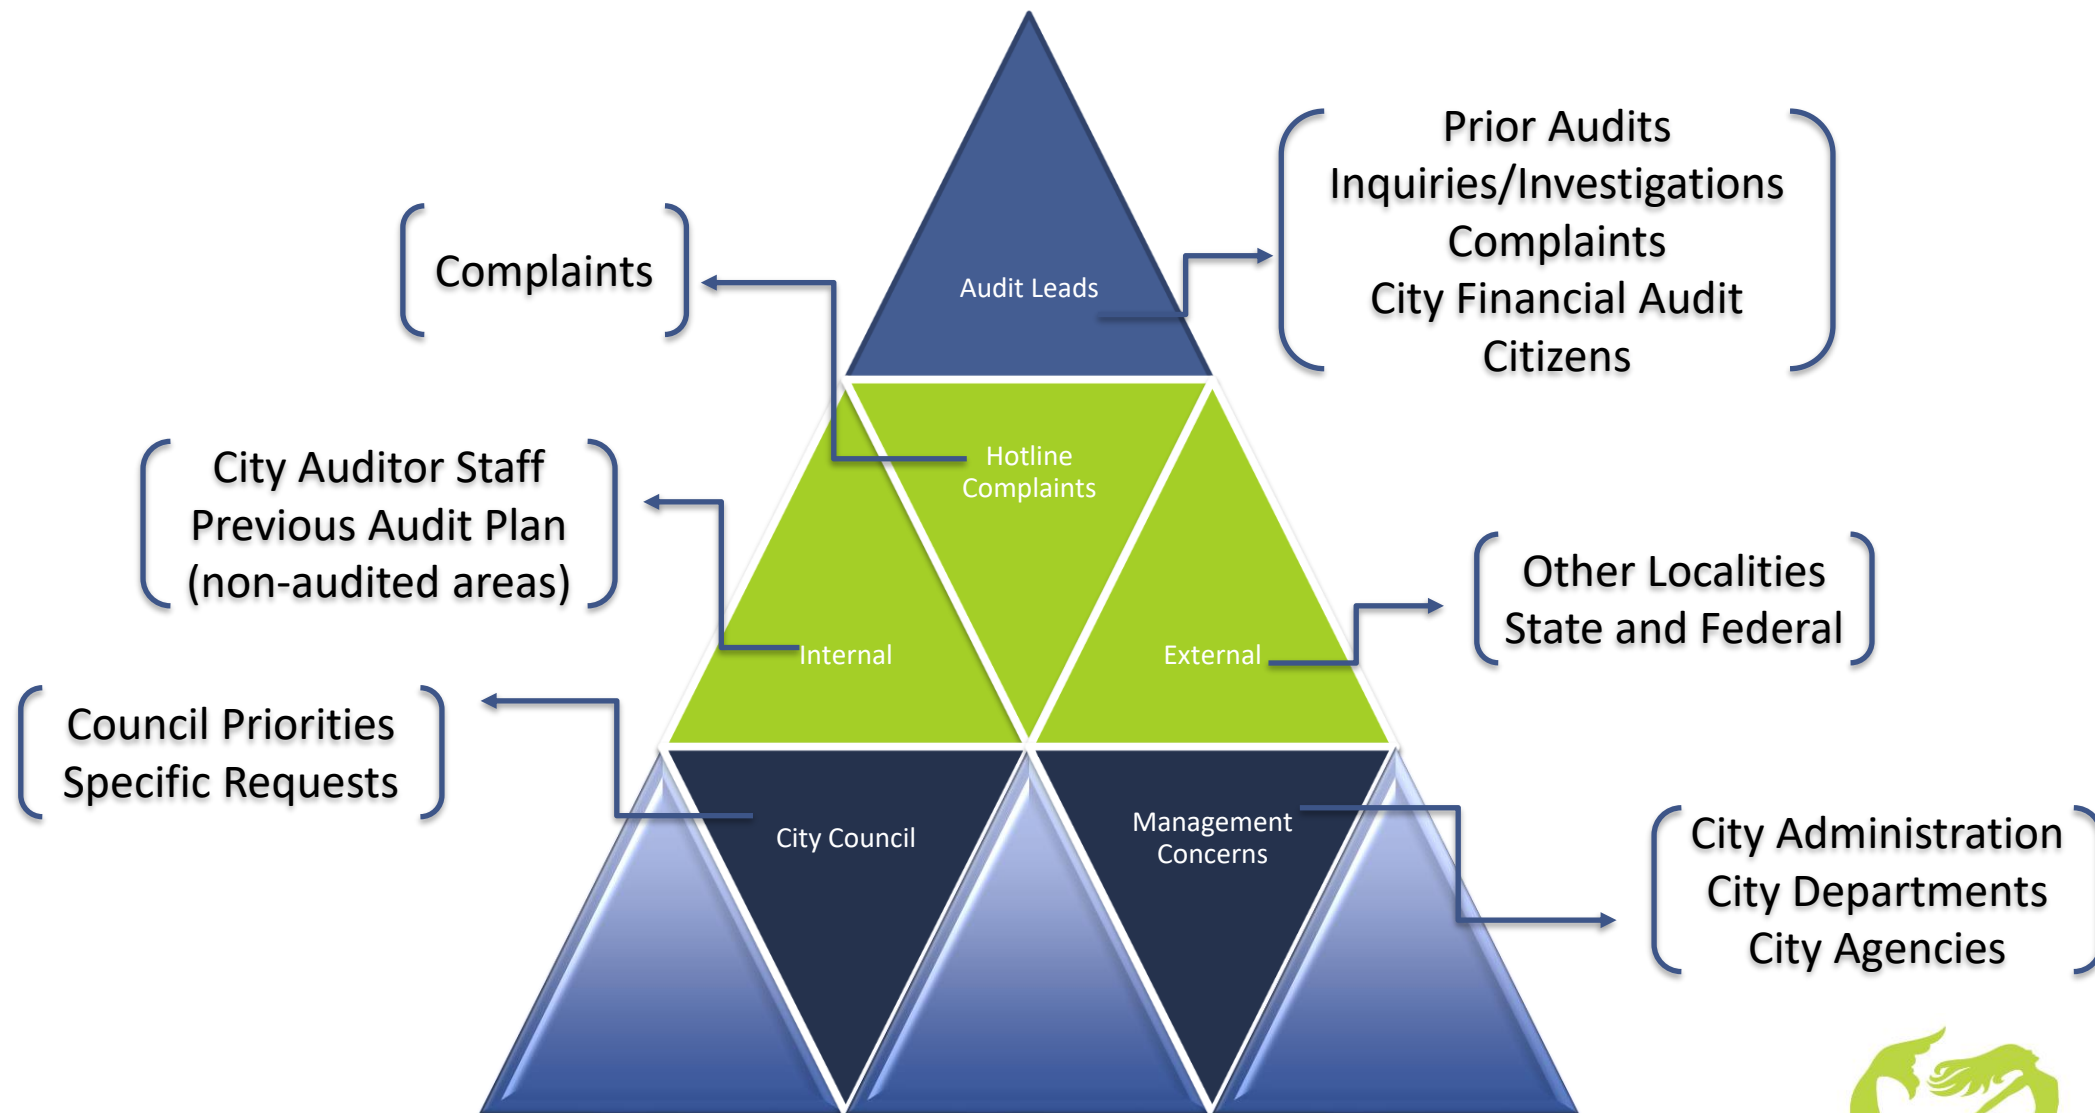 Prior Audits
Inquiries/Investigations
Complaints
City Financial Audit
Citizens
Complaints
Audit Leads
City Auditor Staff
Previous Audit Plan
(non-audited areas)
Hotline
Complaints
Other Localities
State and Federal
Internal
External
Council Priorities
Specific Requests
City Council
Management
Concerns
City Administration
City Departments
City Agencies